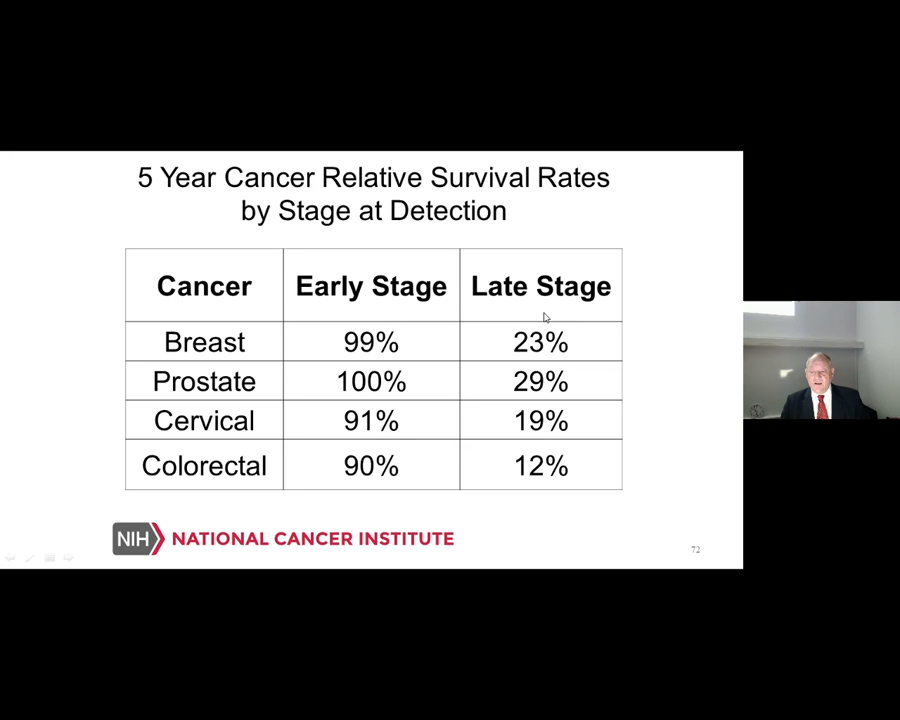 5 Year Cancer Relative Survival Rates
by Stage at Detection
Cancer Early Stage Late Stage
Breast 99% 23%
Prostate 100% 29%
Cervical 91% 19%
Colorectal 90% 12%
NIH NATIONAL CANCER INSTITUTE
72